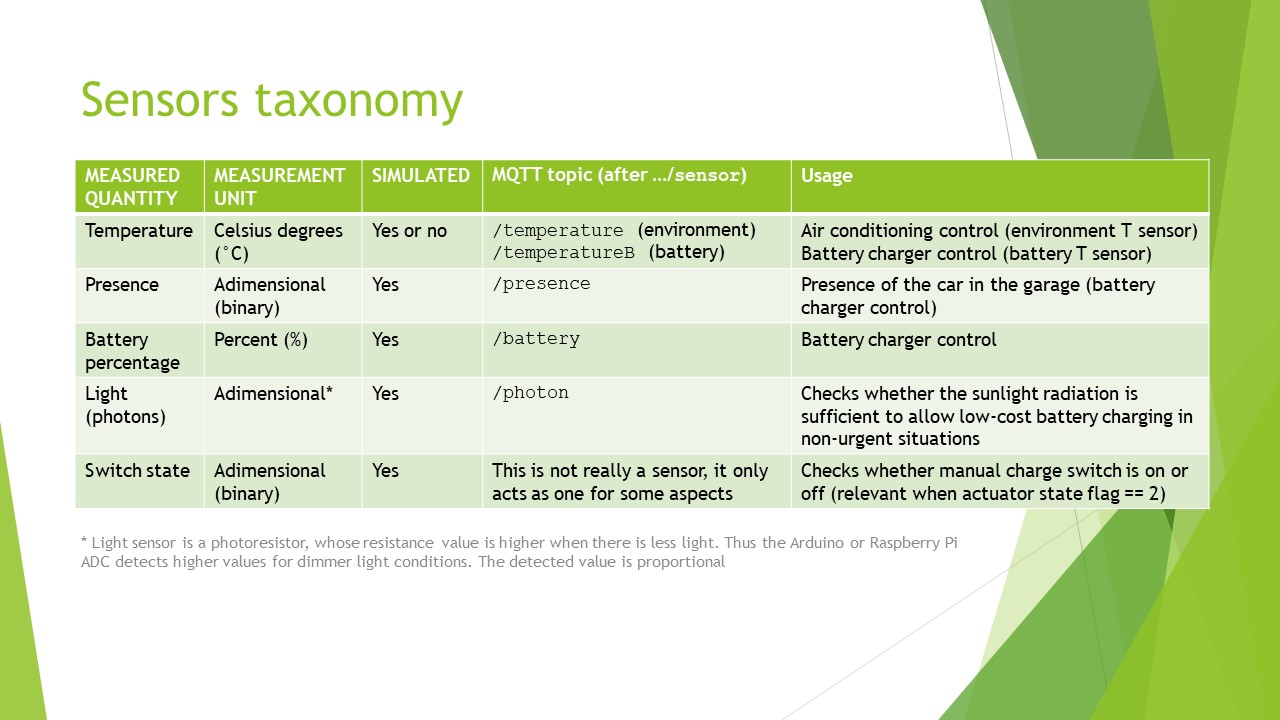 Sensors taxonomy
MEASURED QUANTITY
MEASUREMENT UNIT
SIMULATED
MQTT topic (after …/sensor)
Usage
Temperature
Celsius degrees (˚C)
Yes or no
/temperature (environment)
/temperatureB (battery)
Air conditioning control (environment T sensor)
Battery charger control (battery T sensor)
Presence
Adimensional (binary)
Yes
/presence
Presence of the car in the garage (battery
charger control)
Battery percentage
Percent (%)
Yes
/battery
Battery charger control
Light (photons)
Adimensional*
Yes
/photon
Checks whether the sunlight radiation is
sufficient to allow low-cost battery charging in
non-urgent situations
Switch state
Adimensional (binary)
Yes
This is not really a sensor, it only
acts as one for some aspects
Checks whether manual charge switch is on or
off (relevant when actuator state flag == 2)
* Light sensor is a photoresistor, whose resistance value is higher when there is less light. Thus the Arduino or Raspberry Pi
ADC detects higher values for dimmer light conditions. The detected value is proportional